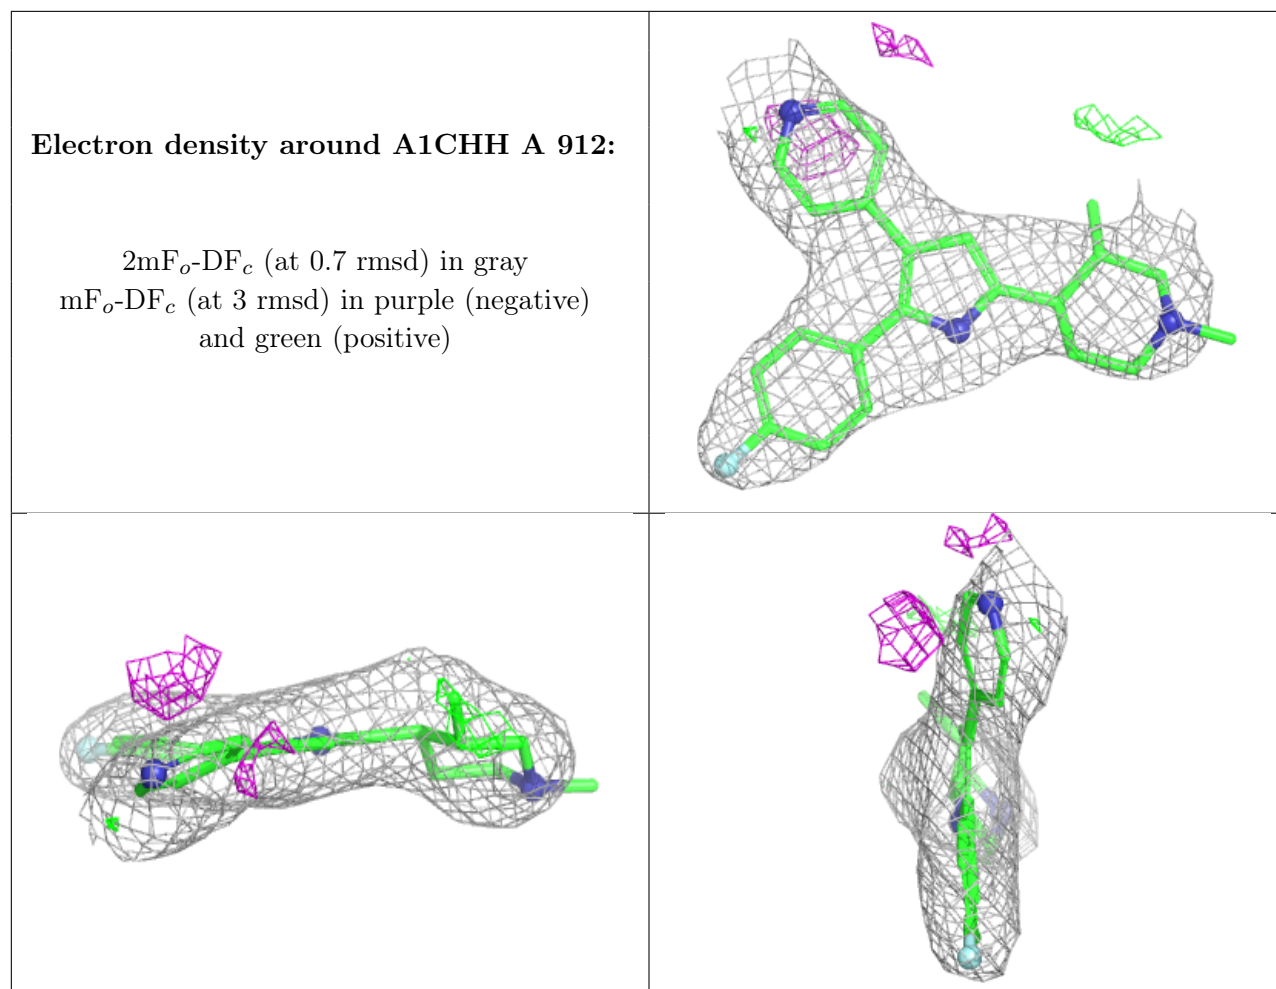 Electron density around A1CHH A 912:
2mFo-DFc (at 0.7 rmsd) in gray
mFo-DFc (at 3 rmsd) in purple (negative)
and green (positive)